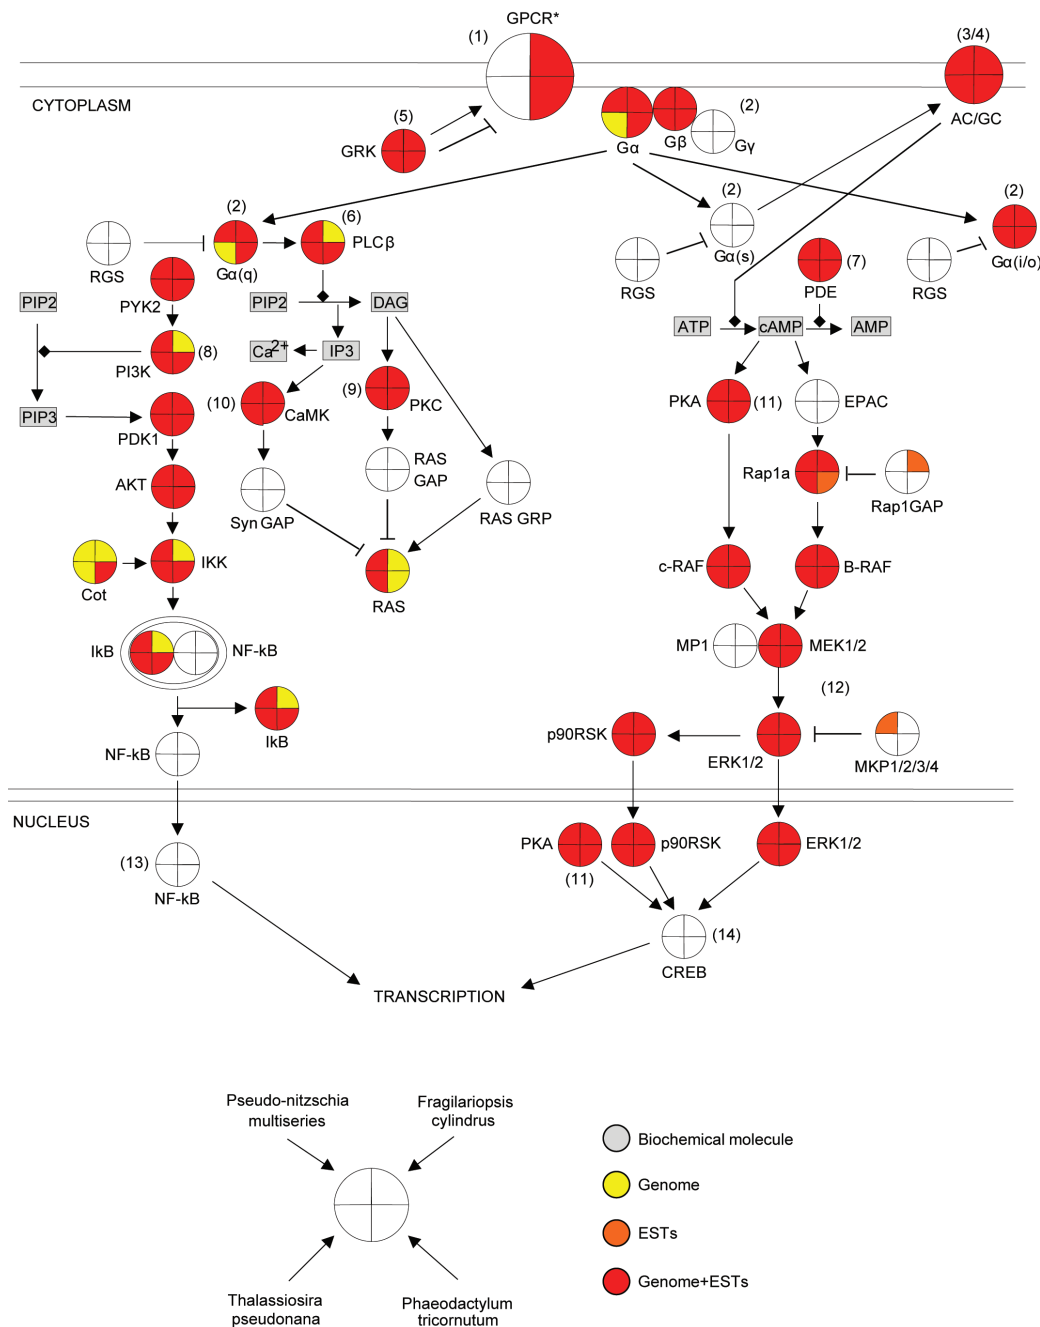 GPCR*
(1)
(3/4)
CYTOPLASM
(5)
(2)
AC/GC
GRK
Gα
Gβ
Gγ
(2)
(6)
(2)
(2)
PLCβ
RGS
Gα(q)
Gα(s)
Gα(i/o)
(7)
RGS
PDE
RGS
PYK2
PIP2
PIP2
DAG
ATP
cAMP
AMP
Ca2+
IP3
(8)
PI3K
(9)
(10)
PKC
PKA
(11)
EPAC
PIP3
CaMK
PDK1
RAS
GAP
Rap1a
Rap1GAP
AKT
Syn GAP
RAS GRP
IKK
Cot
c-RAF
B-RAF
RAS
IkB
NF-kB
MP1
MEK1/2
(12)
IkB
p90RSK
NF-kB
ERK1/2
MKP1/2/3/4
NUCLEUS
PKA
p90RSK
ERK1/2
(13)
(11)
NF-kB
(14)
CREB
TRANSCRIPTION
Pseudo-nitzschia
multiseries
Fragilariopsis
cylindrus
Thalassiosira
pseudonana
Phaeodactylum
tricornutum
Biochemical molecule
Genome
ESTs
Genome+ESTs